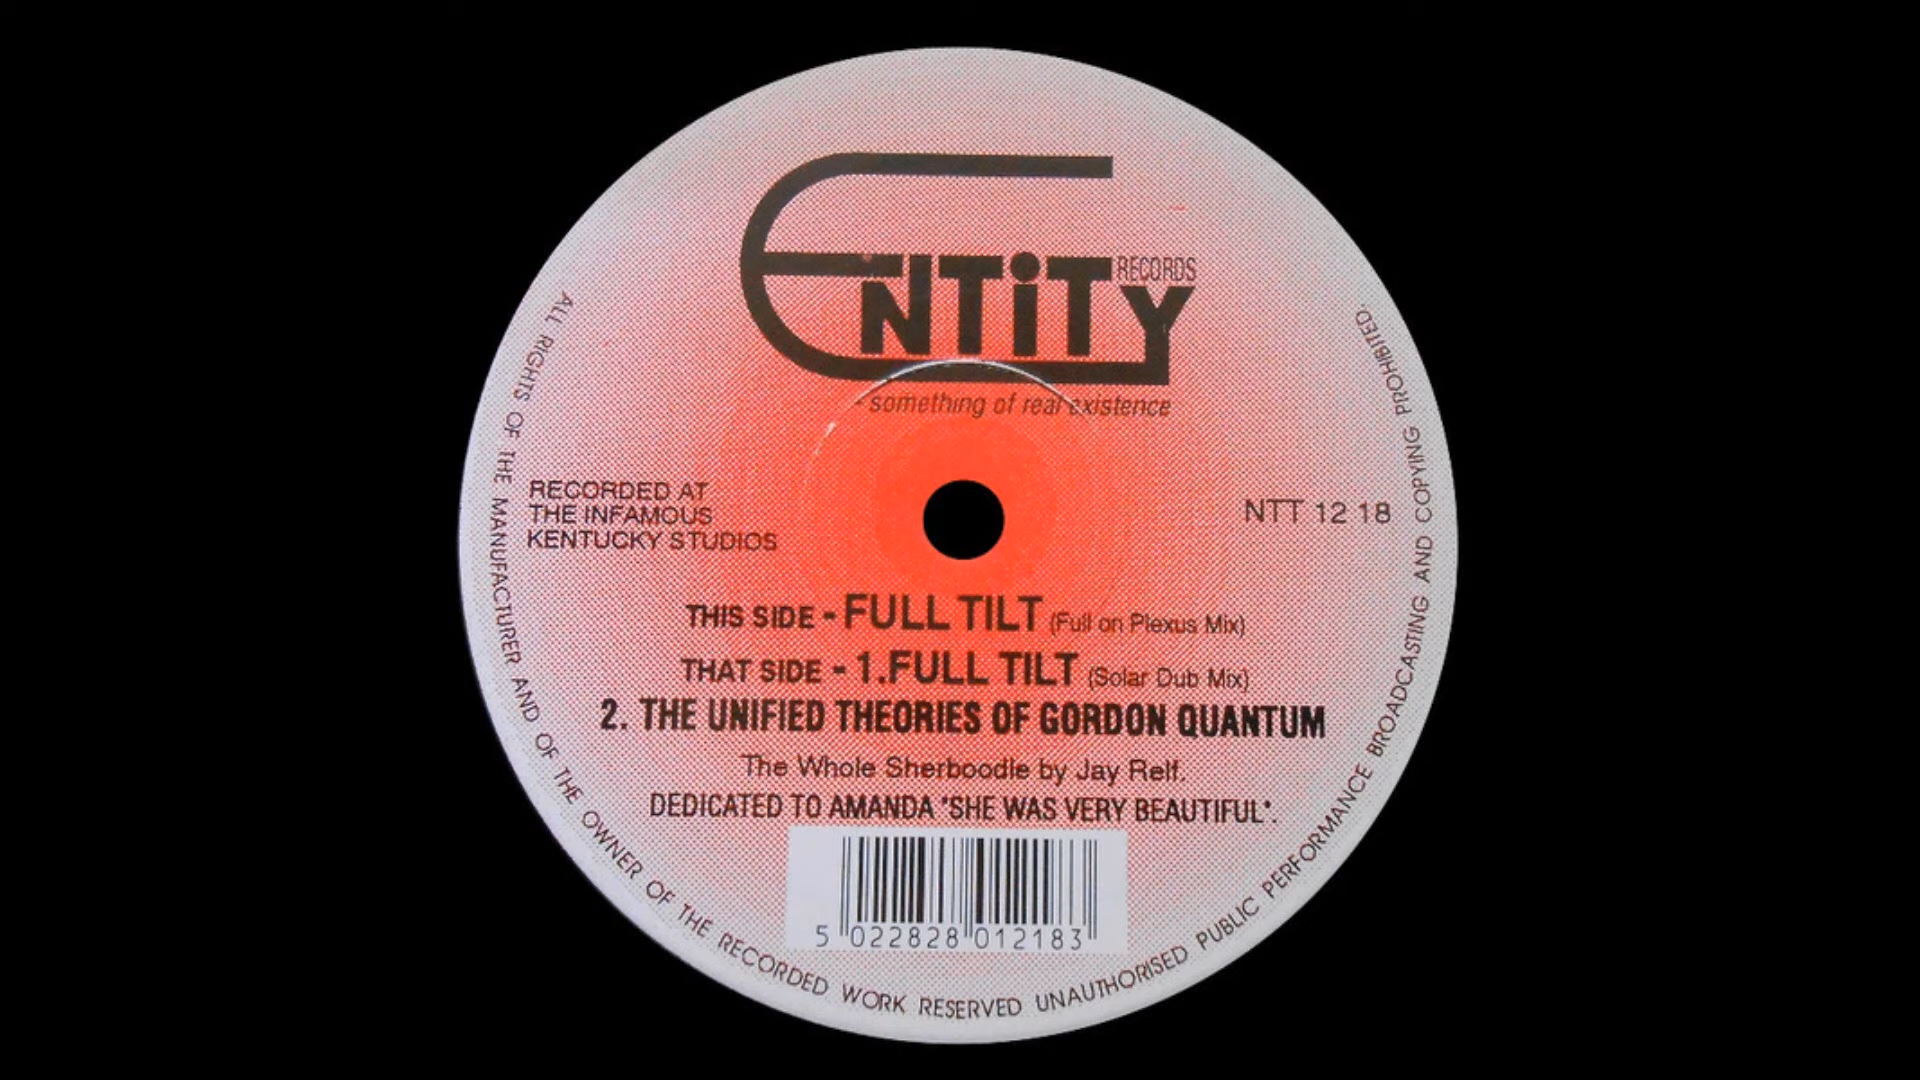 ENTiTY
RECORDS
- something of real existence
RECORDED AT
THE INFAMOUS
KENTUCKY STUDIOS
NTT 12 18
THIS SIDE - FULL TILT (Full on Plexus Mix)
THAT SIDE - 1.FULL TILT (Solar Dub Mix)
2. THE UNIFIED THEORIES OF GORDON QUANTUM
The Whole Sherboodle by Jay Relf.
DEDICATED TO AMANDA 'SHE WAS VERY BEAUTIFUL'.
5 022828 012183
ALL RIGHTS OF THE MANUFACTURER AND OF THE OWNER OF THE RECORDED WORK RESERVED UNAUTHORISED PUBLIC PERFORMANCE BROADCASTING AND COPYING PROHIBITED.